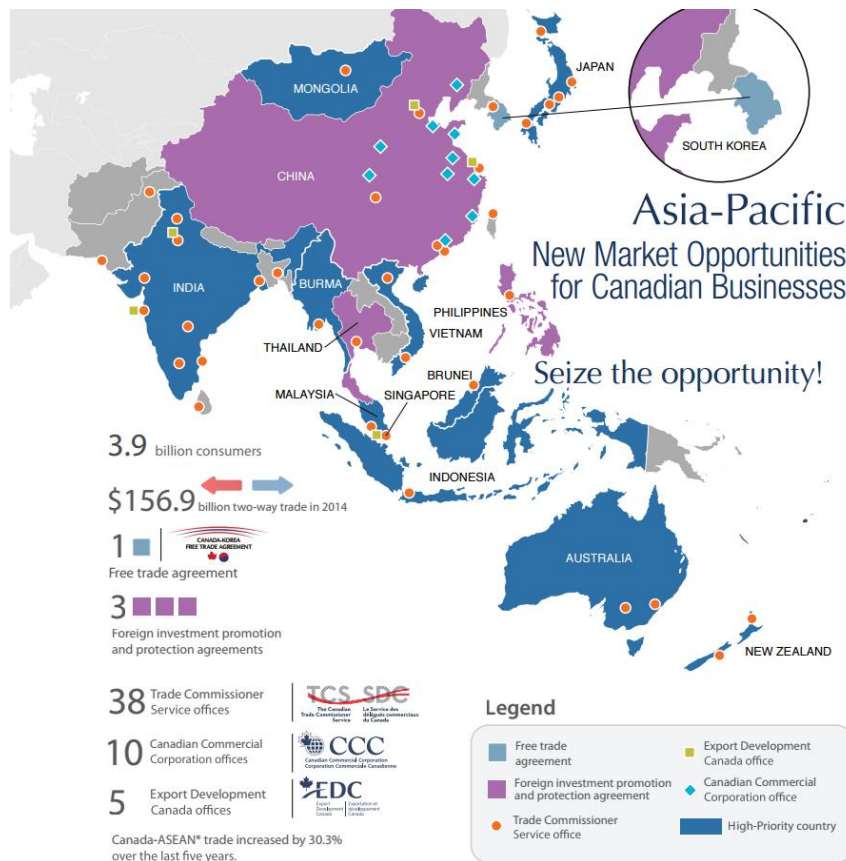 JAPAN
MONGOLIA
SOUTH KOREA
CHINA
Asia-Pacific
New Market Opportunities
for Canadian Businesses
INDIA
BURMA
PHILIPPINES
VIETNAM
THAILAND
BRUNEI
Seize the opportunity!
MALAYSIA
SINGAPORE
INDONESIA
AUSTRALIA
NEW ZEALAND
3.9 billion consumers
$156.9 billion two-way trade in 2014
1
CANADA-KOREA
FREE TRADE AGREEMENT
Free trade agreement
3
Foreign investment promotion
and protection agreements
38 Trade Commissioner
Service offices
TCS SDC
The Canadian
Trade Commissioner
Service
Le Service des
délégués commerciaux
du Canada
10 Canadian Commercial
Corporation offices
CCC
Canadian Commercial Corporation
Corporation Commerciale Canadienne
5 Export Development
Canada offices
EDC
Export
Development
Canada
Exportation et
développement
Canada
Canada-ASEAN* trade increased by 30.3%
over the last five years.
Legend
Free trade
agreement
Foreign investment promotion
and protection agreement
Trade Commissioner
Service office
Export Development
Canada office
Canadian Commercial
Corporation office
High-Priority country